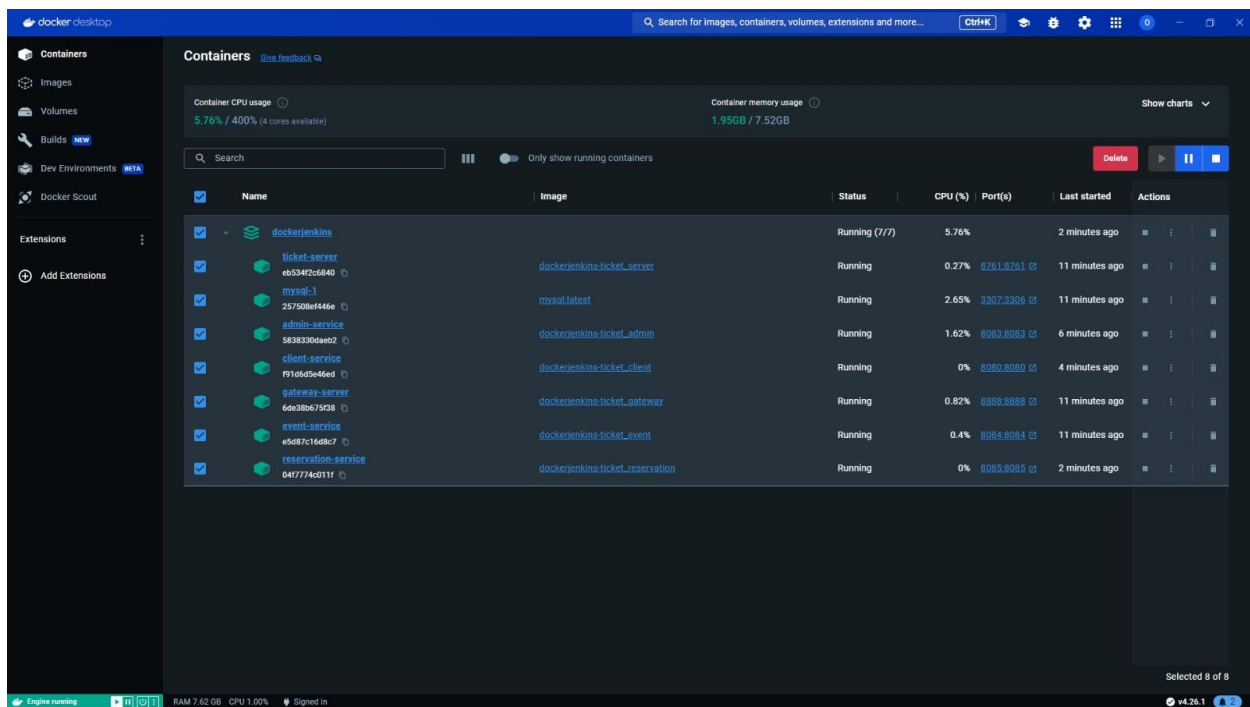 docker desktop
Search for images, containers, volumes, extensions and more... Ctrl+K
Containers
Images
Volumes
Builds NEW
Dev Environments BETA
Docker Scout
Extensions
Add Extensions
Containers Give feedback
Container CPU usage
5.76% / 400% (4 cores available)
Container memory usage
1.95GB / 7.52GB
Show charts
Search
Only show running containers
Delete
Name Image Status CPU (%) Port(s) Last started Actions
dockerjenkins Running (7/7) 5.76% 2 minutes ago
ticket-server
eb534f2c6840
dockerjenkins-ticket_server Running 0.27% 8761:8761 11 minutes ago
mysql-1
257508ef446e
mysql:latest Running 2.65% 3307:3306 11 minutes ago
admin-service
5838330daeb2
dockerjenkins-ticket_admin Running 1.62% 8083:8083 6 minutes ago
client-service
f91d6d5e46ed
dockerjenkins-ticket_client Running 0% 8080:8080 4 minutes ago
gateway-server
6de38b675f38
dockerjenkins-ticket_gateway Running 0.82% 8888:8888 11 minutes ago
event-service
e5d87c16d8c7
dockerjenkins-ticket_event Running 0.4% 8084:8084 11 minutes ago
reservation-service
04f7774c011f
dockerjenkins-ticket_reservation Running 0% 8085:8085 2 minutes ago
Selected 8 of 8
Engine running RAM 7.62 GB CPU 1.00% Signed in v4.26.1 2